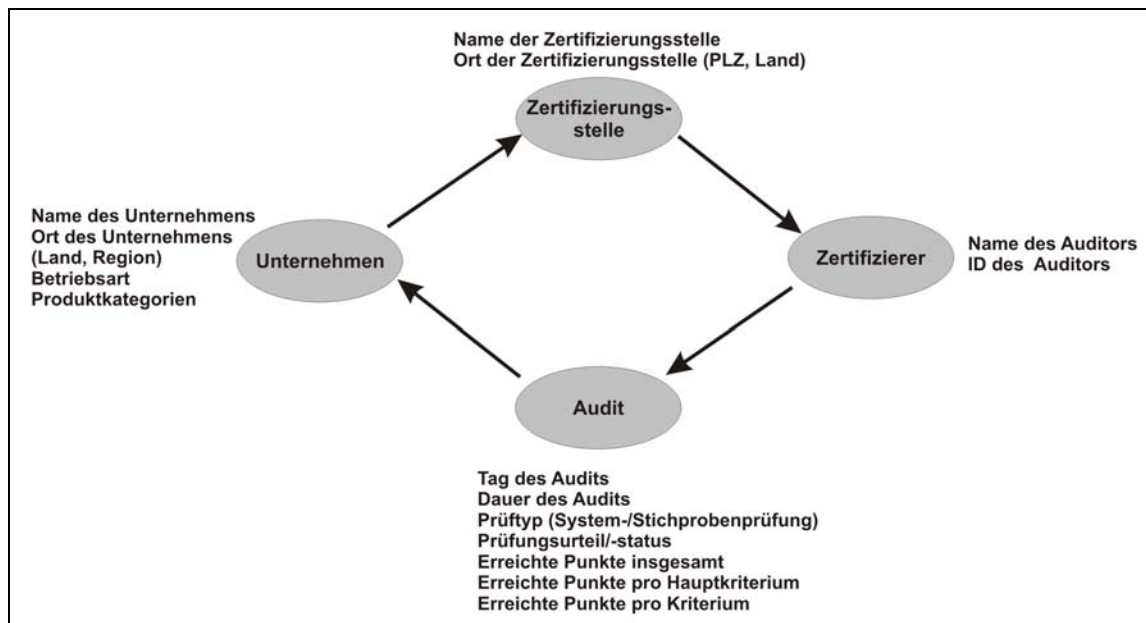 Name der Zertifizierungsstelle
Ort der Zertifizierungsstelle (PLZ, Land)
Zertifizierungs-
stelle
Name des Unternehmens
Ort des Unternehmens
(Land, Region)
Betriebsart
Produktkategorien
Unternehmen
Zertifizierer
Name des Auditors
ID des Auditors
Audit
Tag des Audits
Dauer des Audits
Prüftyp (System-/Stichprobenprüfung)
Prüfungsurteil/-status
Erreichte Punkte insgesamt
Erreichte Punkte pro Hauptkriterium
Erreichte Punkte pro Kriterium